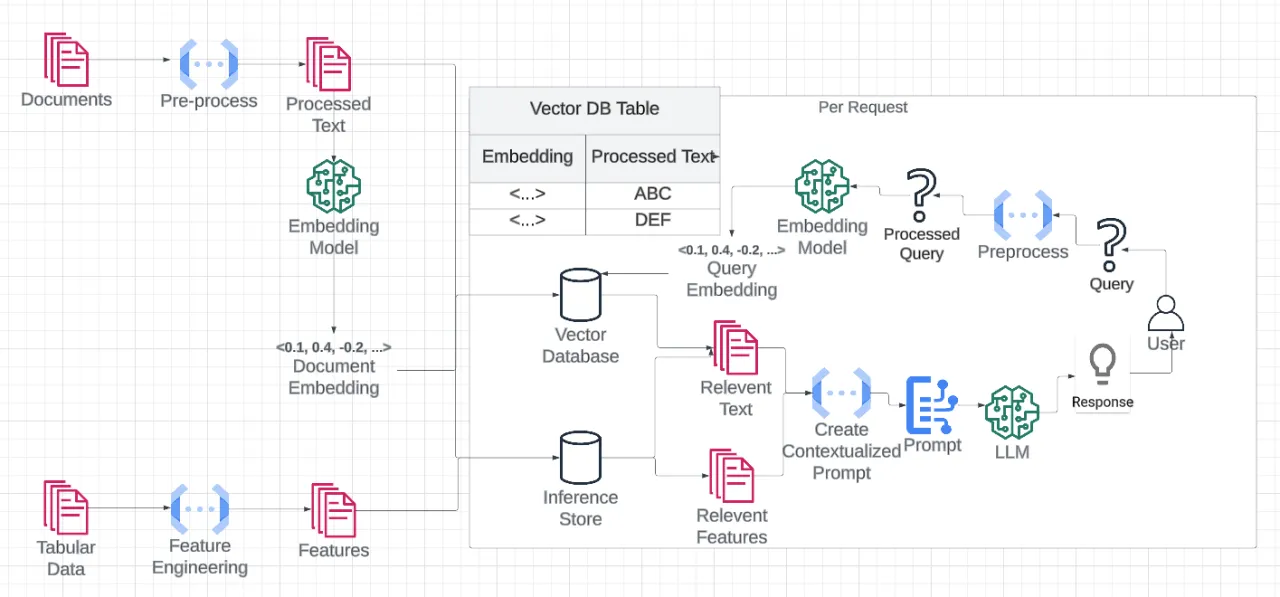 Documents
Pre-process
Processed
Text
Embedding
Model
<0.1, 0.4, -0.2, ...>
Document
Embedding
Tabular
Data
Feature
Engineering
Features
Vector DB Table
Embedding
Processed Text
<...>
ABC
<...>
DEF
Per Request
Embedding
Model
Processed
Query
Preprocess
Query
User
<0.1, 0.4, -0.2, ...>
Query
Embedding
Vector
Database
Inference
Store
Relevent
Text
Relevent
Features
Create
Contextualized
Prompt
Prompt
LLM
Response